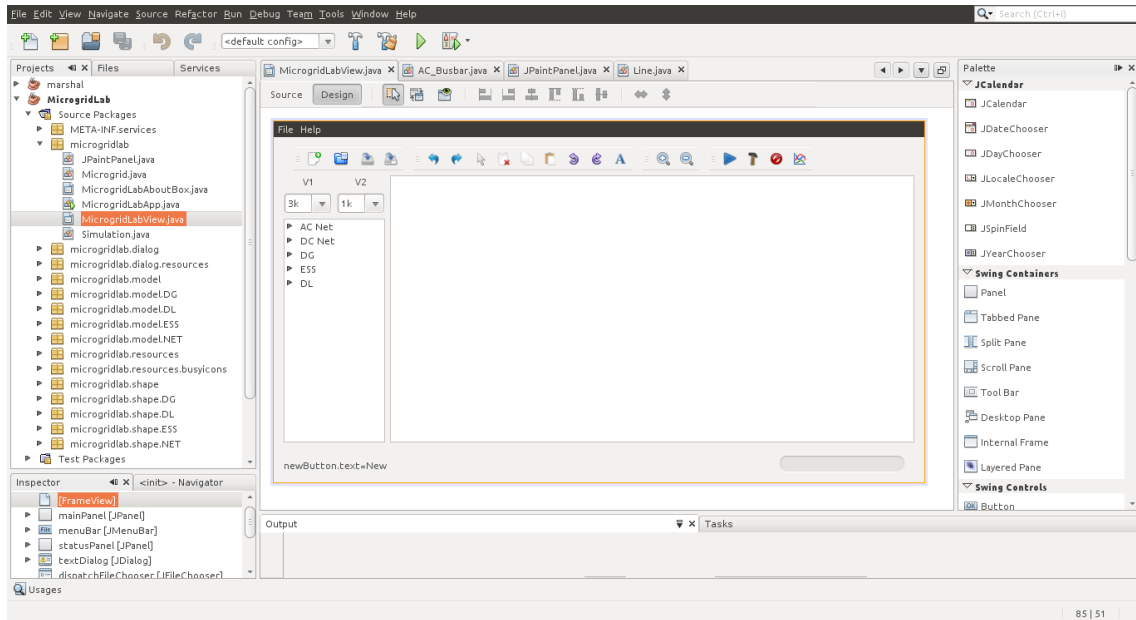 File Edit View Navigate Source Refactor Run Debug Team Tools Window Help
Search (Ctrl+I)
<default config>
Projects Files Services
marshal
MicrogridLab
Source Packages
META-INF.services
microgridlab
JPaintPanel.java
Microgrid.java
MicrogridLabAboutBox.java
MicrogridLabApp.java
MicrogridLabView.java
Simulation.java
microgridlab.dialog
microgridlab.dialog.resources
microgridlab.model
microgridlab.model.DG
microgridlab.model.DL
microgridlab.model.ESS
microgridlab.model.NET
microgridlab.resources
microgridlab.resources.busyicons
microgridlab.shape
microgridlab.shape.DG
microgridlab.shape.DL
microgridlab.shape.ESS
microgridlab.shape.NET
Test Packages
Inspector <init> - Navigator
[FrameView]
mainPanel [JPanel]
menuBar [JMenuBar]
statusPanel [JPanel]
textDialog [JDialog]
dispatchFileChooser [JFileChooser]
Usages
MicrogridLabView.java AC_Busbar.java JPaintPanel.java Line.java
Source Design
File Help
A
V1 V2
3k 1k
AC Net
DC Net
DG
ESS
DL
newButton.text=New
Output Tasks
Palette
JCalendar
JCalendar
JDateChooser
JDayChooser
JLocaleChooser
JMonthChooser
JSpinField
JYearChooser
Swing Containers
Panel
Tabbed Pane
Split Pane
Scroll Pane
Tool Bar
Desktop Pane
Internal Frame
Layered Pane
Swing Controls
OK Button
85 | 51